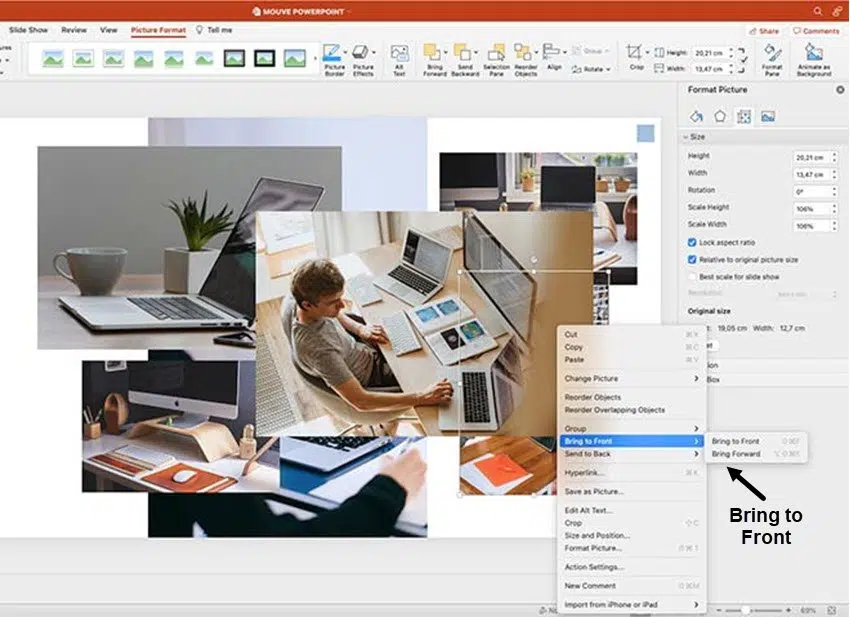 MOUVE POWERPOINT
Slide Show Review View Picture Format Tell me
Share Comments
Picture Border
Picture Effects
Alt Text
Bring Forward
Send Backward
Selection Pane
Reorder Objects
Align
Group
Rotate
Crop
Height: 20,21 cm
Width: 13,47 cm
Format Pane
Animate as Background
Format Picture
Size
Height 20,21 cm
Width 13,47 cm
Rotation 0°
Scale Height 106%
Scale Width 106%
Lock aspect ratio
Relative to original picture size
Best scale for slide show
Resolution
Original size
19,05 cm Width: 12,7 cm
Cut ⌘X
Copy ⌘C
Paste ⌘V
Change Picture
Reorder Objects
Reorder Overlapping Objects
Group
Bring to Front
Send to Back
Hyperlink... ⌘K
Save as Picture...
Edit Alt Text...
Crop
Size and Position...
Format Picture...
Action Settings...
New Comment
Import from iPhone or iPad
Bring to Front
Bring Forward
Bring to
Front
69%